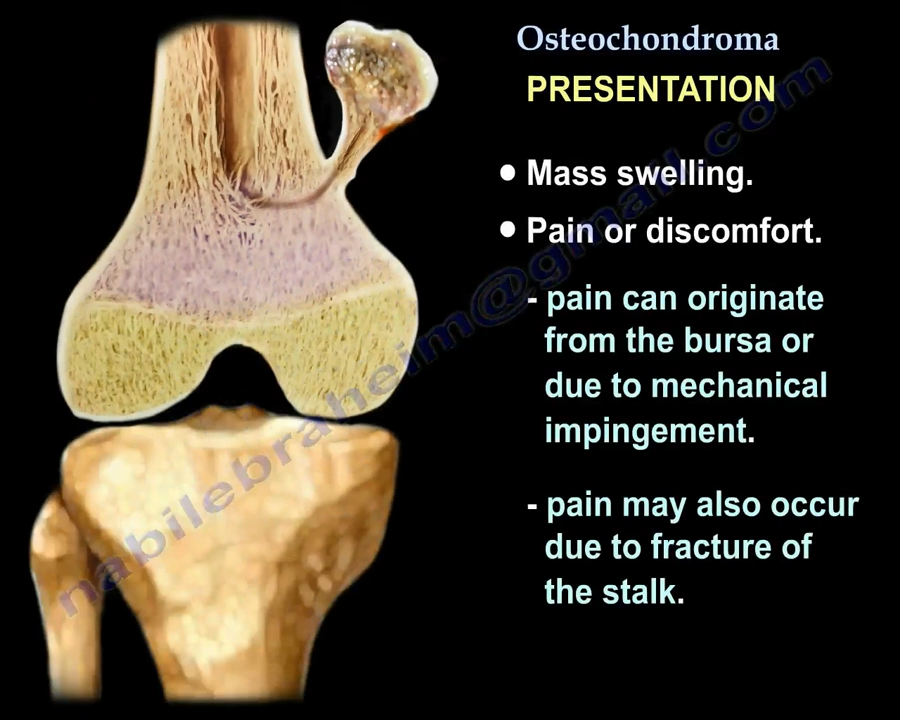 Osteochondroma
PRESENTATION
• Mass swelling.
• Pain or discomfort.
- pain can originate
from the bursa or
due to mechanical
impingement.
- pain may also occur
due to fracture of
the stalk.
nabilebraheim@gmail.com